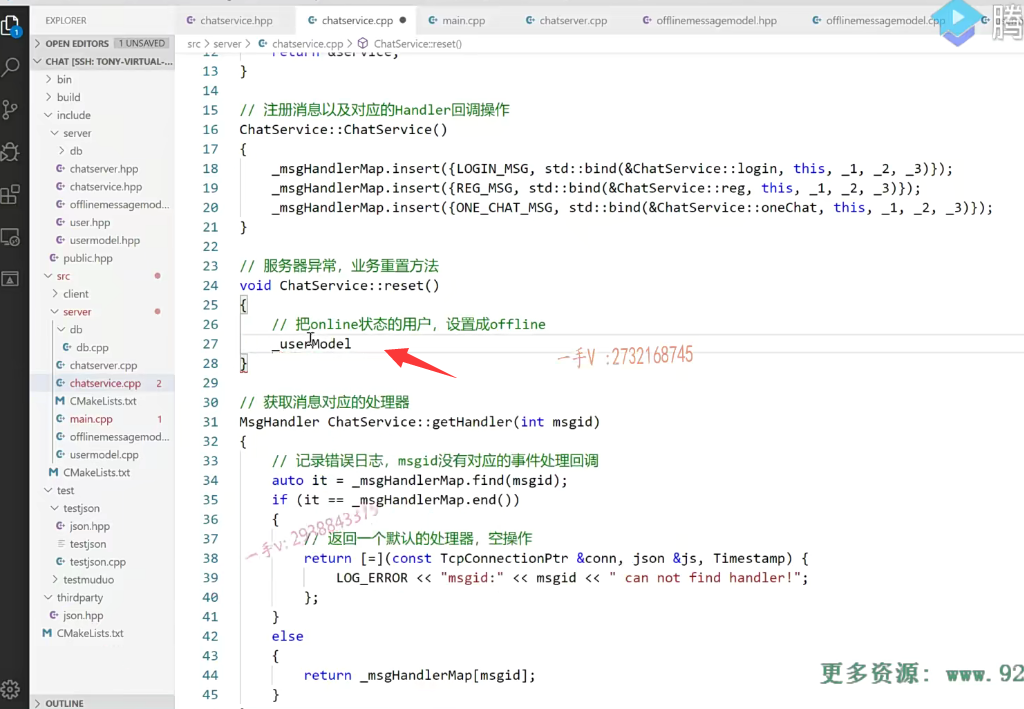 EXPLORER
chatservice.hpp
chatservice.cpp
main.cpp
chatserver.cpp
offlinemessagemodel.hpp
offlinemessagemodel.cpp
腾
1
OPEN EDITORS 1 UNSAVED
src > server > chatservice.cpp > ChatService::reset()
CHAT [SSH: TONY-VIRTUAL-...
bin
build
include
server
db
chatserver.hpp
chatservice.hpp
offlinemessagemod...
user.hpp
usermodel.hpp
public.hpp
src
client
server
db
db.cpp
chatserver.cpp
chatservice.cpp 2
CMakeLists.txt
main.cpp 1
offlinemessagemod...
usermodel.cpp
CMakeLists.txt
test
testjson
json.hpp
testjson
testjson.cpp
testmuduo
thirdparty
json.hpp
CMakeLists.txt
OUTLINE
12 return &service;
13 }
14
15 // 注册消息以及对应的Handler回调操作
16 ChatService::ChatService()
17 {
18 _msgHandlerMap.insert({LOGIN_MSG, std::bind(&ChatService::login, this, _1, _2, _3)});
19 _msgHandlerMap.insert({REG_MSG, std::bind(&ChatService::reg, this, _1, _2, _3)});
20 _msgHandlerMap.insert({ONE_CHAT_MSG, std::bind(&ChatService::oneChat, this, _1, _2, _3)});
21 }
22
23 // 服务器异常，业务重置方法
24 void ChatService::reset()
25 {
26 // 把online状态的用户，设置成offline
27 _userModel
一手V :2732168745
28 }
29
30 // 获取消息对应的处理器
31 MsgHandler ChatService::getHandler(int msgid)
32 {
33 // 记录错误日志，msgid没有对应的事件处理回调
34 auto it = _msgHandlerMap.find(msgid);
35 if (it == _msgHandlerMap.end())
36 {
一手v: 2938843375
37 // 返回一个默认的处理器，空操作
38 return [=](const TcpConnectionPtr &conn, json &js, Timestamp) {
39 LOG_ERROR << "msgid:" << msgid << " can not find handler!";
40 };
41 }
42 else
43 {
44 return _msgHandlerMap[msgid];
45 }
更多资源：www.92